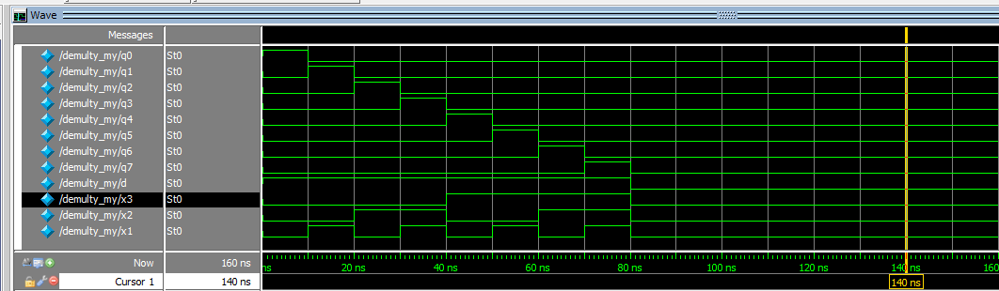 Wave
Messages
/demulty_my/q0 St0
/demulty_my/q1 St0
/demulty_my/q2 St0
/demulty_my/q3 St0
/demulty_my/q4 St0
/demulty_my/q5 St0
/demulty_my/q6 St0
/demulty_my/q7 St0
/demulty_my/d St0
/demulty_my/x3 St0
/demulty_my/x2 St0
/demulty_my/x1 St0
Now 160 ns ns 20 ns 40 ns 60 ns 80 ns 100 ns 120 ns 140 ns 160
Cursor 1 140 ns 140 ns